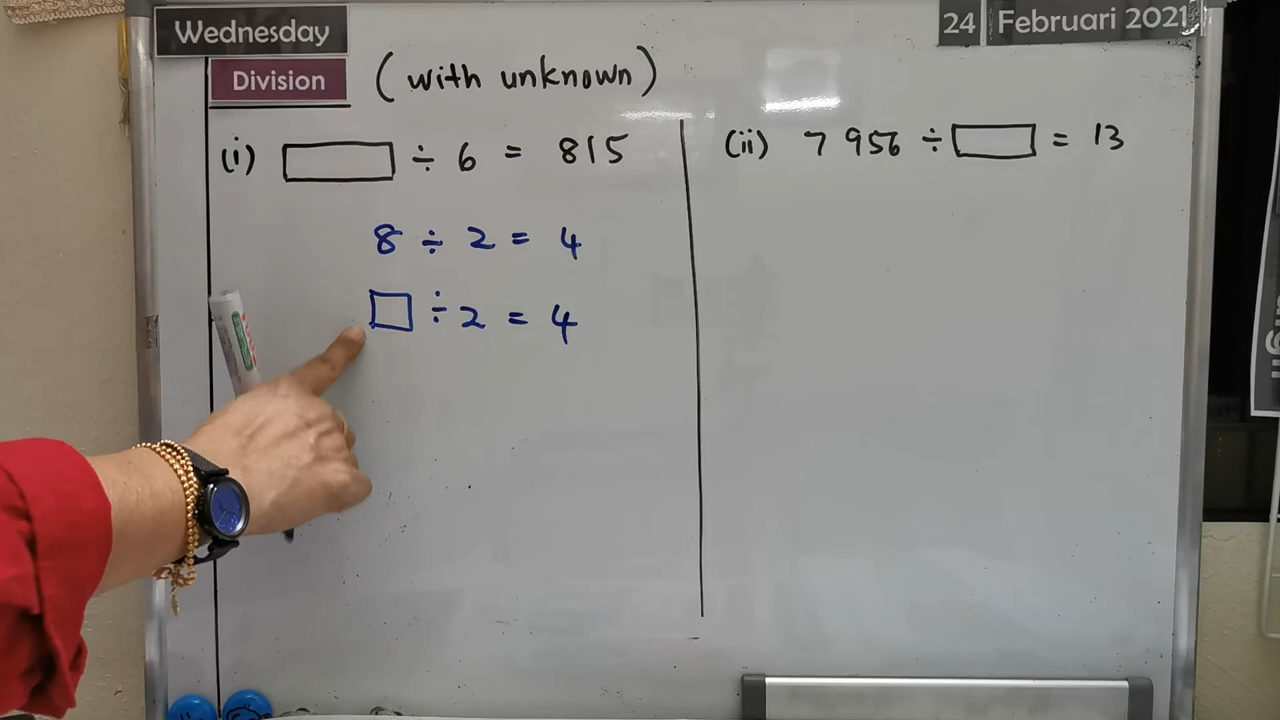 Wednesday
24 Februari 2021
Division (with unknown)
(i) □ ÷ 6 = 815
8 ÷ 2 = 4
□ ÷ 2 = 4
(ii) 7 956 ÷ □ = 13